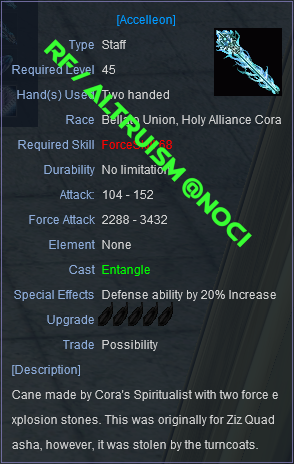 [Accelleon]
Type Staff
Required Level 45
Hand(s) Used Two handed
Race Bellato Union, Holy Alliance Cora
Required Skill Force 68
Durability No limitation
Attack: 104 - 152
Force Attack 2288 - 3432
Element None
Cast Entangle
Special Effects Defense ability by 20% Increase
Upgrade
Trade Possibility
[Description]
Cane made by Cora's Spiritualist with two force e
xplosion stones. This was originally for Ziz Quad
asha, however, it was stolen by the turncoats.
RF / ALTRUISM @NOCI